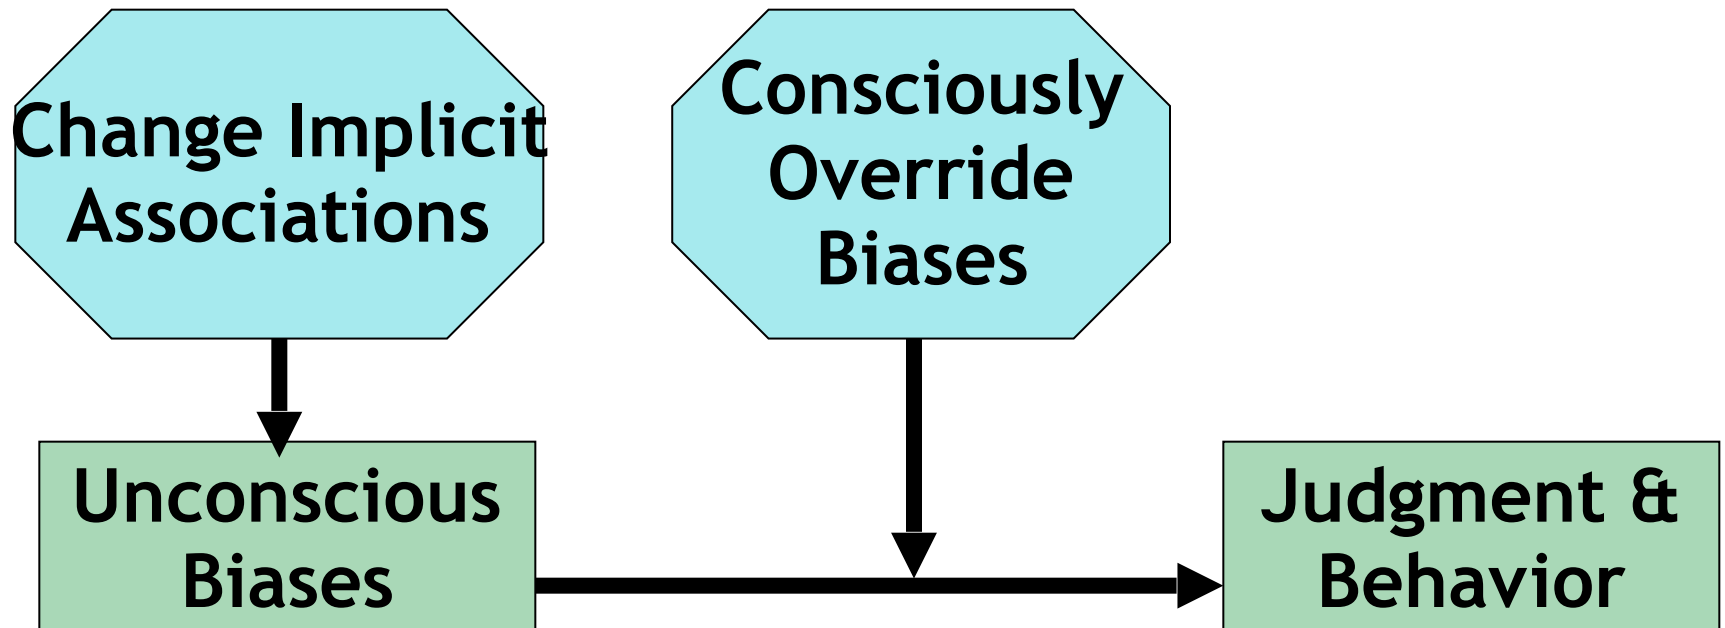 Change Implicit
Associations
Consciously
Override
Biases
Unconscious
Biases
Judgment &
Behavior